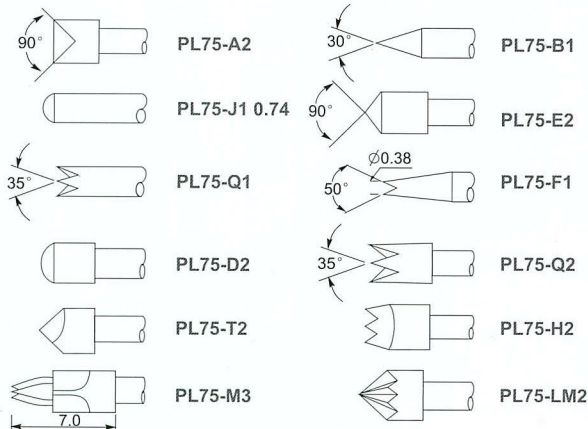 90° PL75-A2
30° PL75-B1
PL75-J1 0.74
90° PL75-E2
35° PL75-Q1
Ø0.38
50° PL75-F1
PL75-D2
35° PL75-Q2
PL75-T2
PL75-H2
PL75-M3
7.0
PL75-LM2